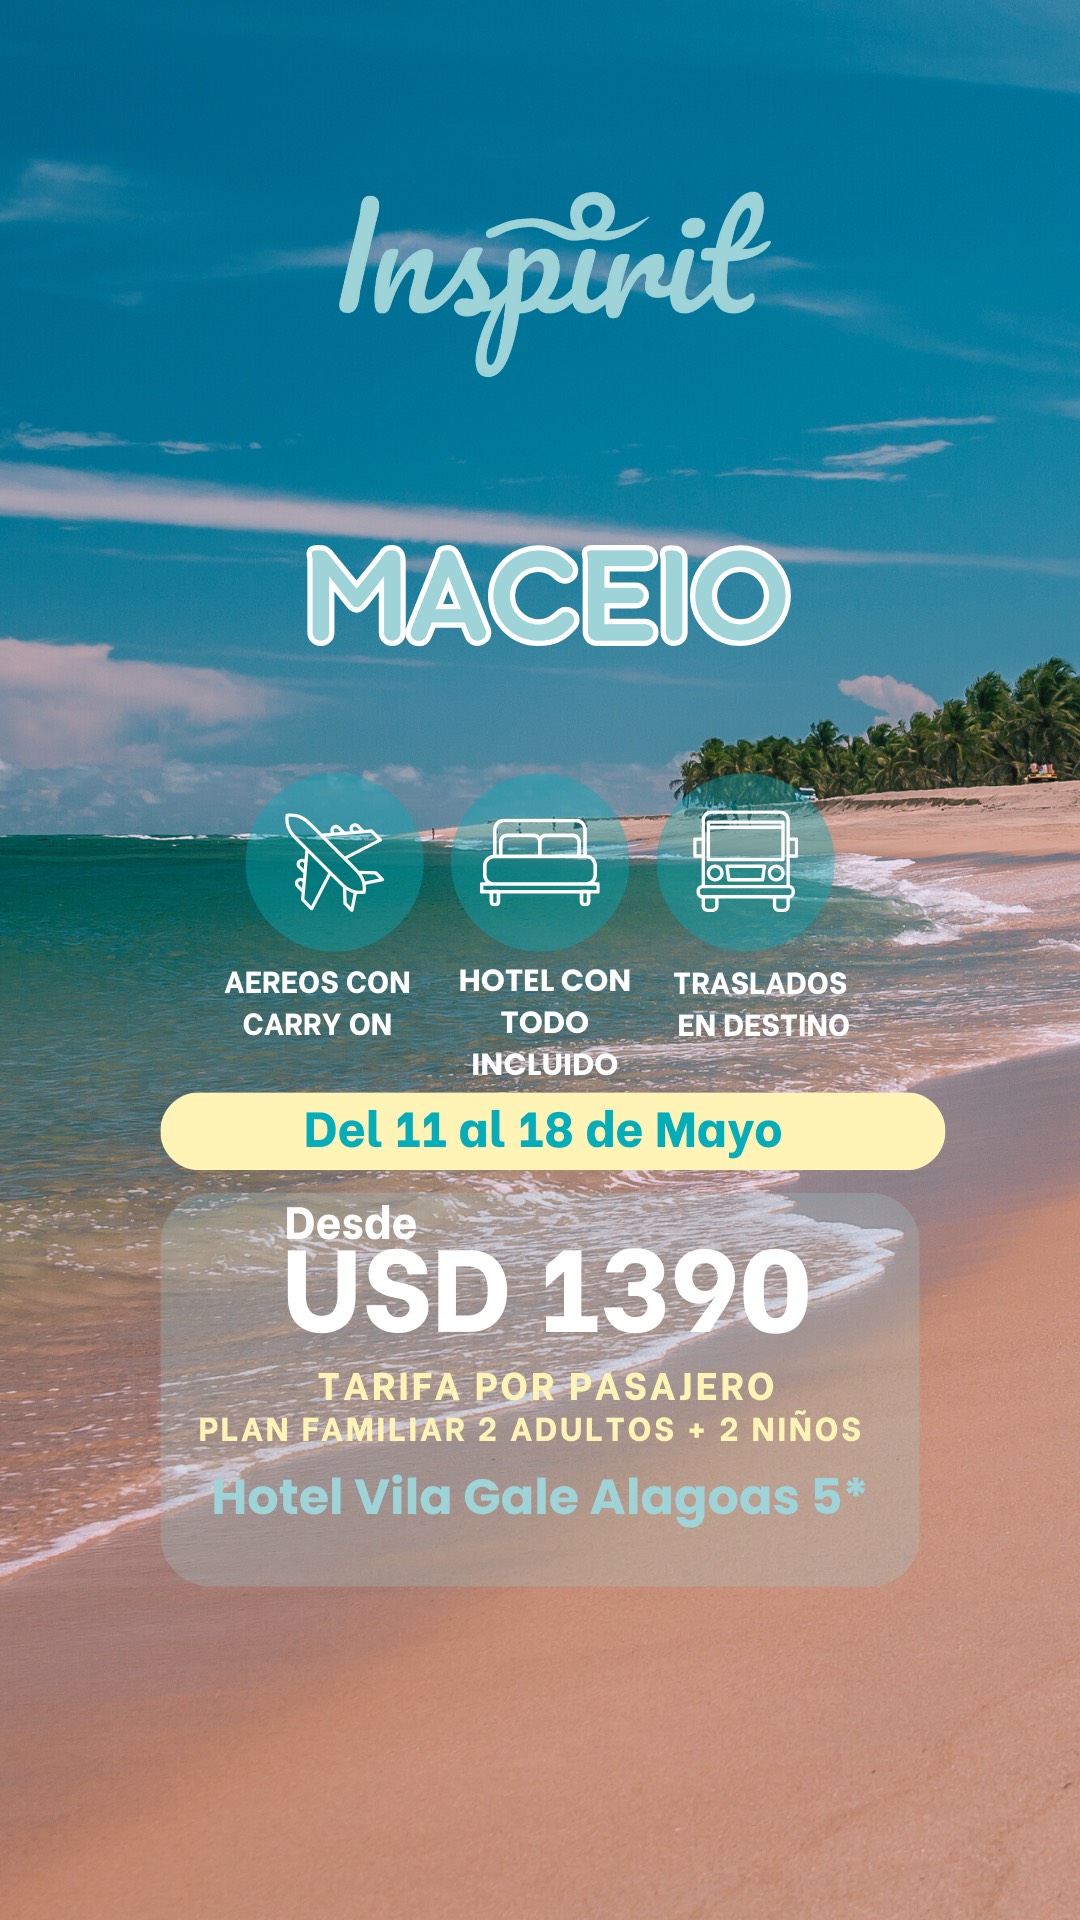 Inspirit
MACEIO
AEREOS CON
CARRY ON
HOTEL CON
TODO
INCLUIDO
TRASLADOS
EN DESTINO
Del 11 al 18 de Mayo
Desde
USD 1390
TARIFA POR PASAJERO
PLAN FAMILIAR 2 ADULTOS + 2 NIÑOS
Hotel Vila Gale Alagoas 5*